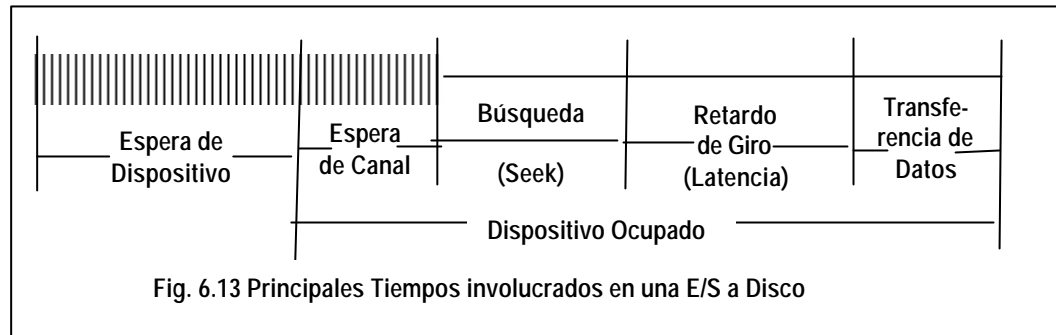 Espera de
Dispositivo
Espera
de Canal
Búsqueda
(Seek)
Retardo
de Giro
(Latencia)
Transfe-
rencia de
Datos
Dispositivo Ocupado
Fig. 6.13 Principales Tiempos involucrados en una E/S a Disco